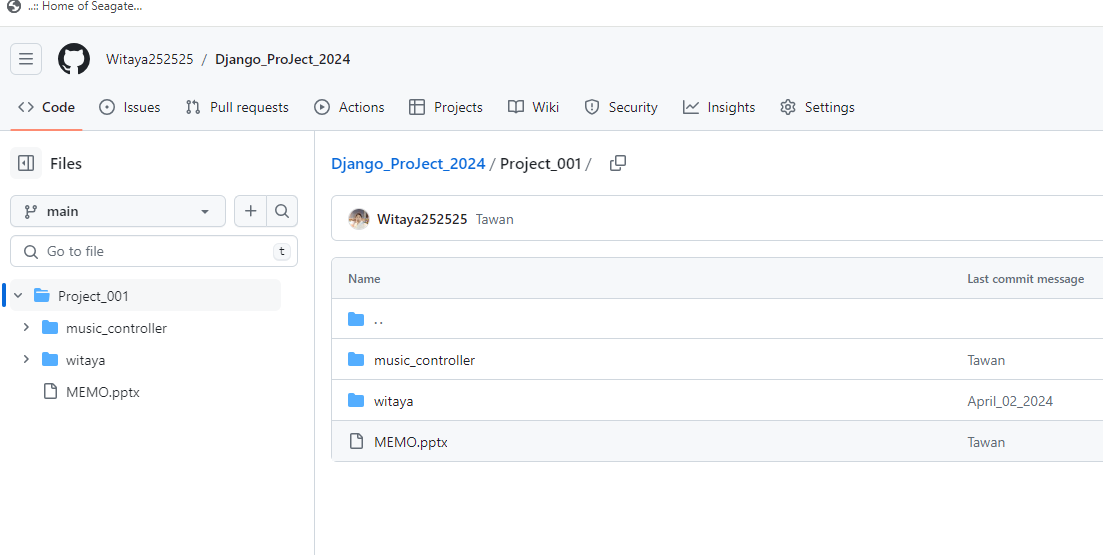 ..:: Home of Seagate...
Witaya252525 / Django_ProJect_2024
Code Issues Pull requests Actions Projects Wiki Security Insights Settings
Files
main
Go to file t
Project_001
music_controller
witaya
MEMO.pptx
Django_ProJect_2024 / Project_001 /
Witaya252525 Tawan
Name Last commit message
..
music_controller Tawan
witaya April_02_2024
MEMO.pptx Tawan